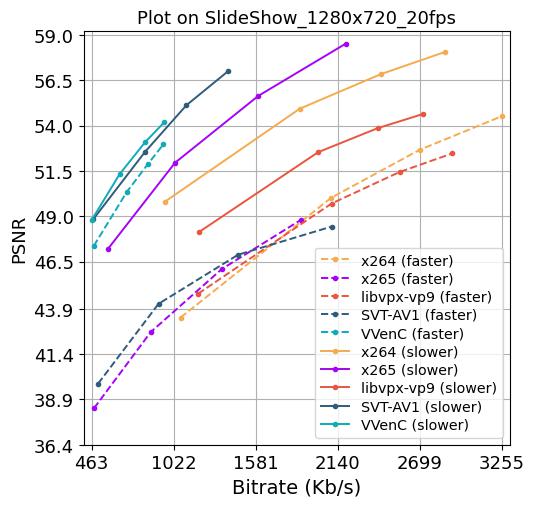 Plot on SlideShow_1280x720_20fps
PSNR
59.0
56.5
54.0
51.5
49.0
46.5
43.9
41.4
38.9
36.4
x264 (faster)
x265 (faster)
libvpx-vp9 (faster)
SVT-AV1 (faster)
VVenC (faster)
x264 (slower)
x265 (slower)
libvpx-vp9 (slower)
SVT-AV1 (slower)
VVenC (slower)
463 1022 1581 2140 2699 3255
Bitrate (Kb/s)